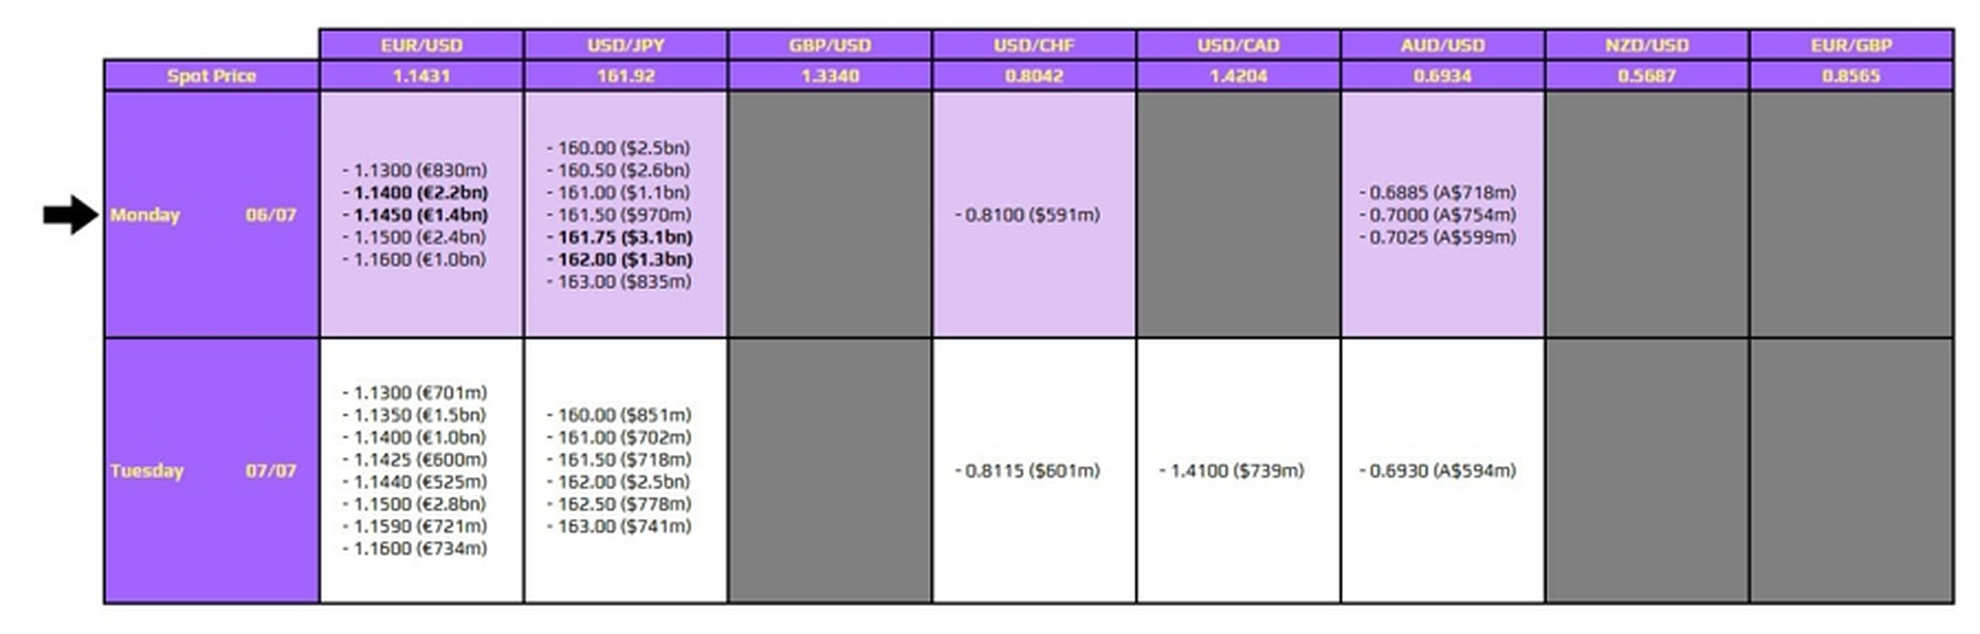 EUR/USD USD/JPY GBP/USD USD/CHF USD/CAD AUD/USD NZD/USD EUR/GBP
Spot Price 1.1431 161.92 1.3340 0.8042 1.4204 0.6934 0.5687 0.8565
Monday 06/07
- 1.1300 (€830m)
- 1.1400 (€2.2bn)
- 1.1450 (€1.4bn)
- 1.1500 (€2.4bn)
- 1.1600 (€1.0bn)
- 160.00 ($2.5bn)
- 160.50 ($2.6bn)
- 161.00 ($1.1bn)
- 161.50 ($970m)
- 161.75 ($3.1bn)
- 162.00 ($1.3bn)
- 163.00 ($835m)
- 0.8100 ($591m)
- 0.6885 (A$718m)
- 0.7000 (A$754m)
- 0.7025 (A$599m)
Tuesday 07/07
- 1.1300 (€701m)
- 1.1350 (€1.5bn)
- 1.1400 (€1.0bn)
- 1.1425 (€600m)
- 1.1440 (€525m)
- 1.1500 (€2.8bn)
- 1.1590 (€721m)
- 1.1600 (€734m)
- 160.00 ($851m)
- 161.00 ($702m)
- 161.50 ($718m)
- 162.00 ($2.5bn)
- 162.50 ($778m)
- 163.00 ($741m)
- 0.8115 ($601m)
- 1.4100 ($739m)
- 0.6930 (A$594m)